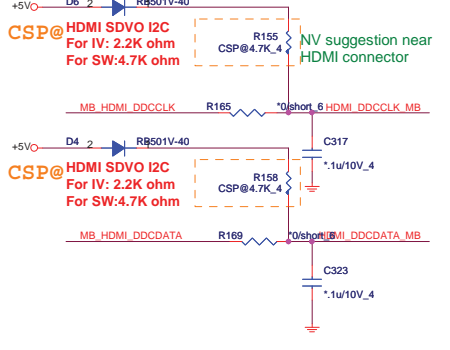 D6 2 RB501V-40
+5V
CSP@ HDMI SDVO I2C
For IV: 2.2K ohm
For SW:4.7K ohm
R155
CSP@4.7K_4
NV suggestion near
HDMI connector
MB_HDMI_DDCCLK R165 *0/short_6 HDMI_DDCCLK_MB
C317
*.1u/10V_4
D4 2 RB501V-40
+5V
CSP@ HDMI SDVO I2C
For IV: 2.2K ohm
For SW:4.7K ohm
R158
CSP@4.7K_4
MB_HDMI_DDCDATA R169 *0/short_6 HDMI_DDCDATA_MB
C323
*.1u/10V_4